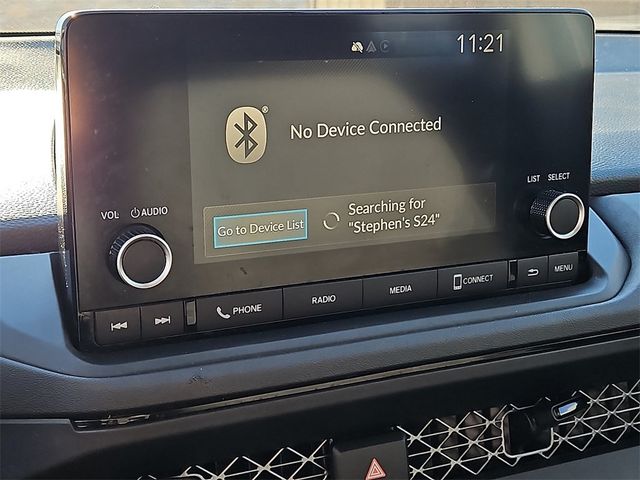 11:21
®
No Device Connected
LIST SELECT
VOL AUDIO
Go to Device List
Searching for
"Stephen's S24"
PHONE
RADIO
MEDIA
CONNECT
MENU